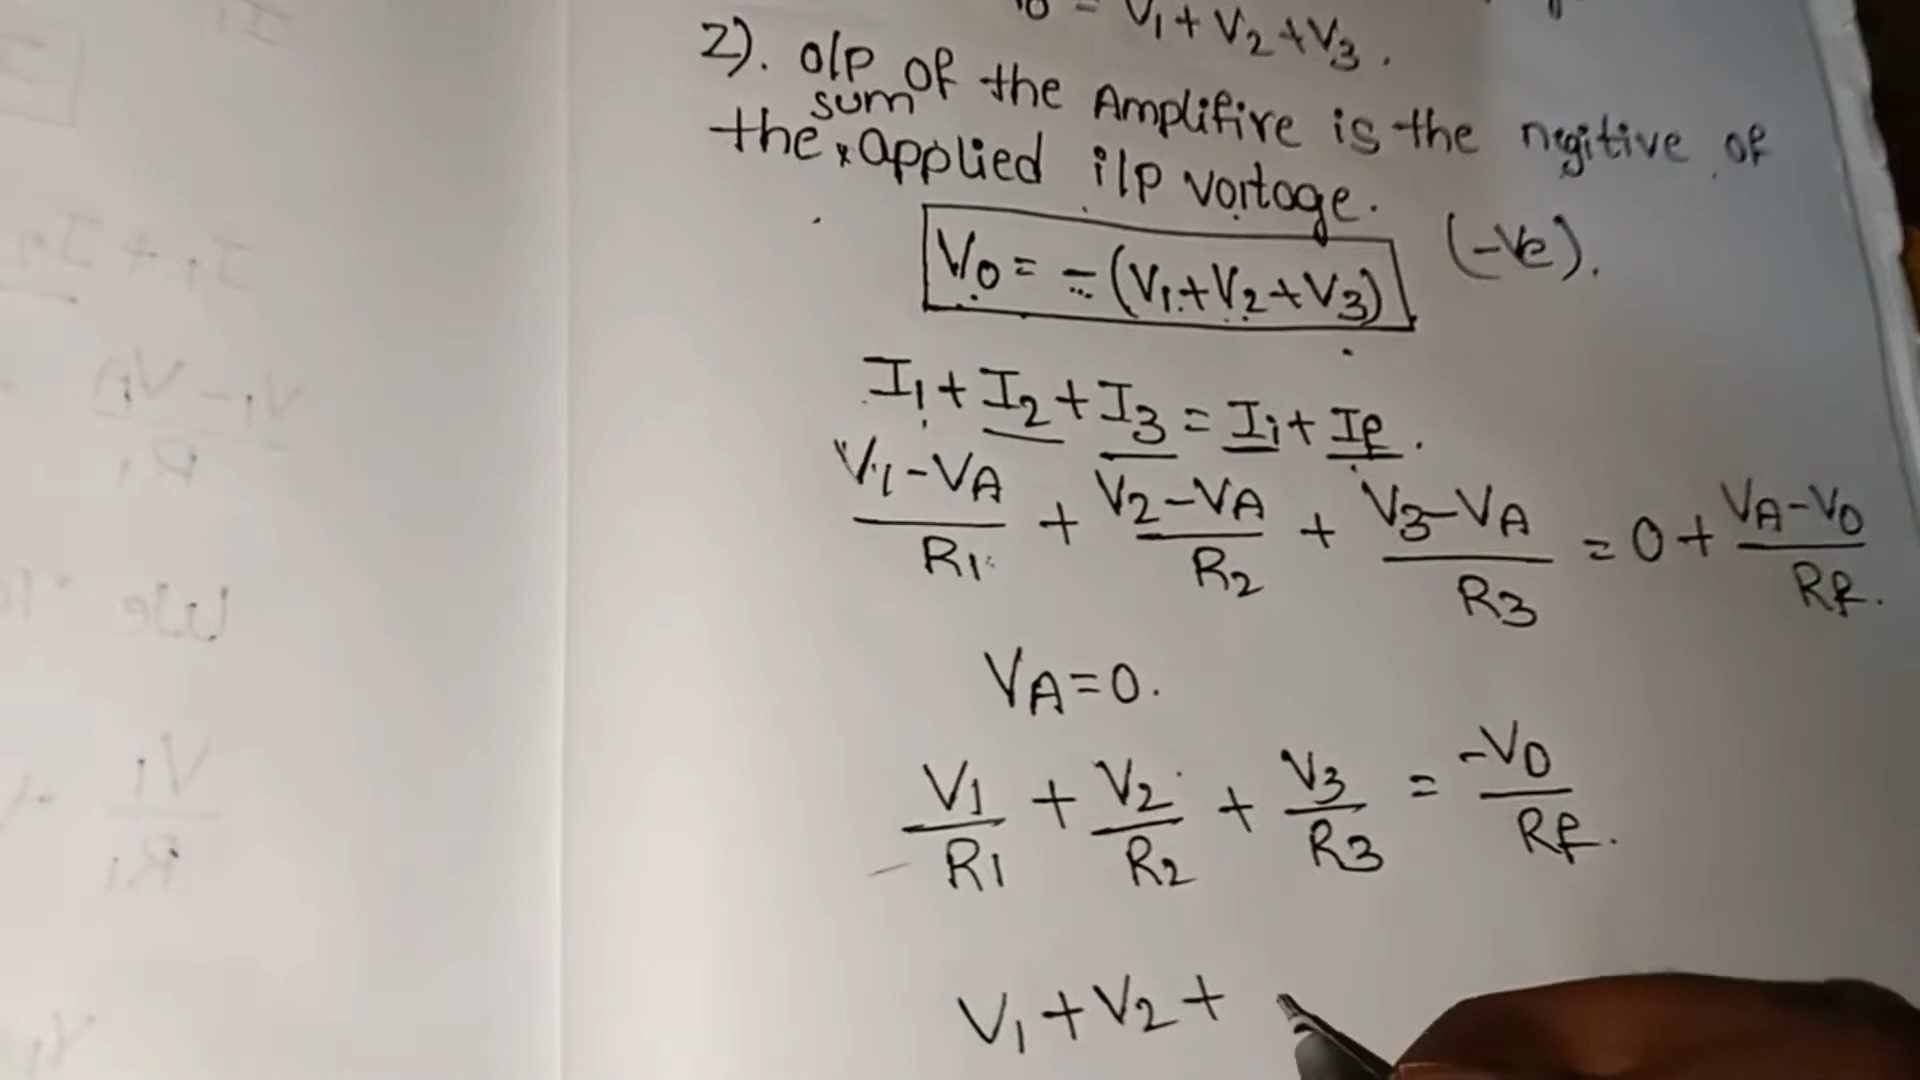 = V1 + V2 + V3.
2). o/p of the Amplifire is the negitive of
sum
the x applied i/p vortage.
V0 = -(V1+V2+V3) (-ve).
I1 + I2 + I3 = Ii + If.
V1-VA/R1 + V2-VA/R2 + V3-VA/R3 = 0 + VA-V0/Rf.
VA=0.
V1/R1 + V2/R2 + V3/R3 = -V0/Rf.
V1 + V2 +